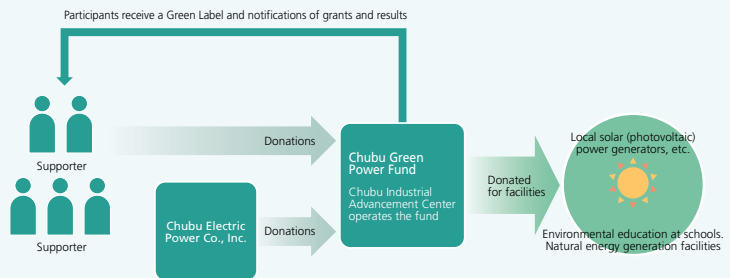 Participants receive a Green Label and notifications of grants and results
Supporter
Donations
Supporter
Chubu Electric
Power Co., Inc.
Donations
Chubu Green
Power Fund
Chubu Industrial
Advancement Center
operates the fund
Donated
for facilities
Local solar (photovoltaic)
power generators, etc.
Environmental education at schools.
Natural energy generation facilities